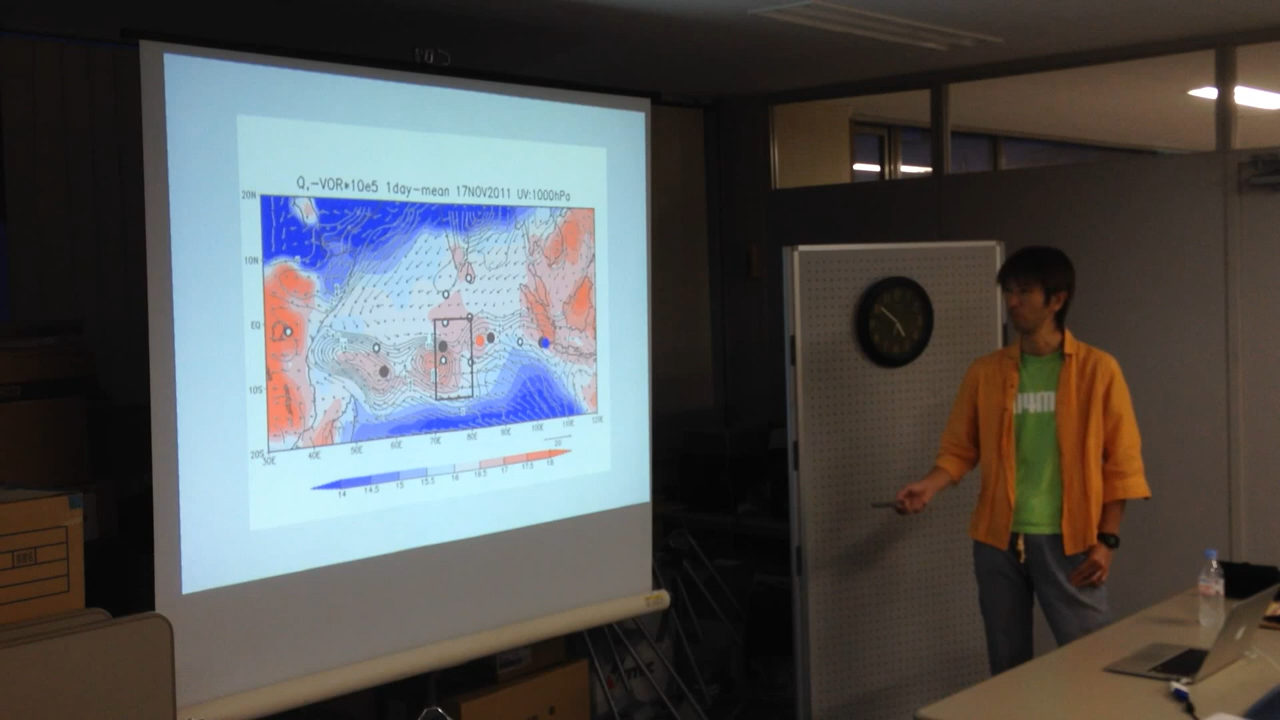 Q,-VOR*10e5 1day-mean 17NOV2011 UV:1000hPa
20N
10N
EQ
10S
20S
30E 40E 50E 60E 70E 80E 90E 100E 110E 120E
20
14 14.5 15 15.5 16 16.5 17 17.5 18